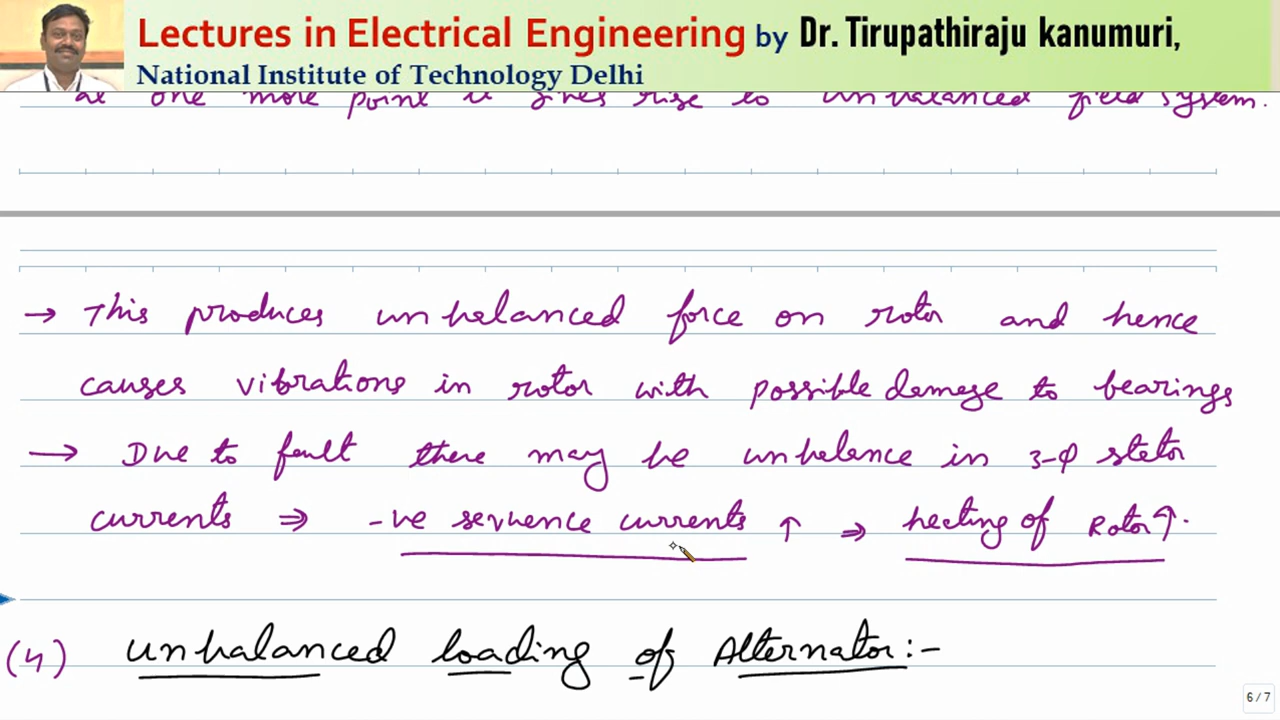 Lectures in Electrical Engineering by Dr. Tirupathiraju kanumuri,
National Institute of Technology Delhi
at one more point it gives rise to unbalanced field system.
→ This produces unbalanced force on rotor and hence
causes vibrations in rotor with possible damage to bearings
→ Due to fault there may be unbalence in 3-φ stator
currents ⇒ -ve sequence currents ↑ ⇒ heating of Rotor↑.
(4) unbalanced loading of Alternator:-
6 / 7